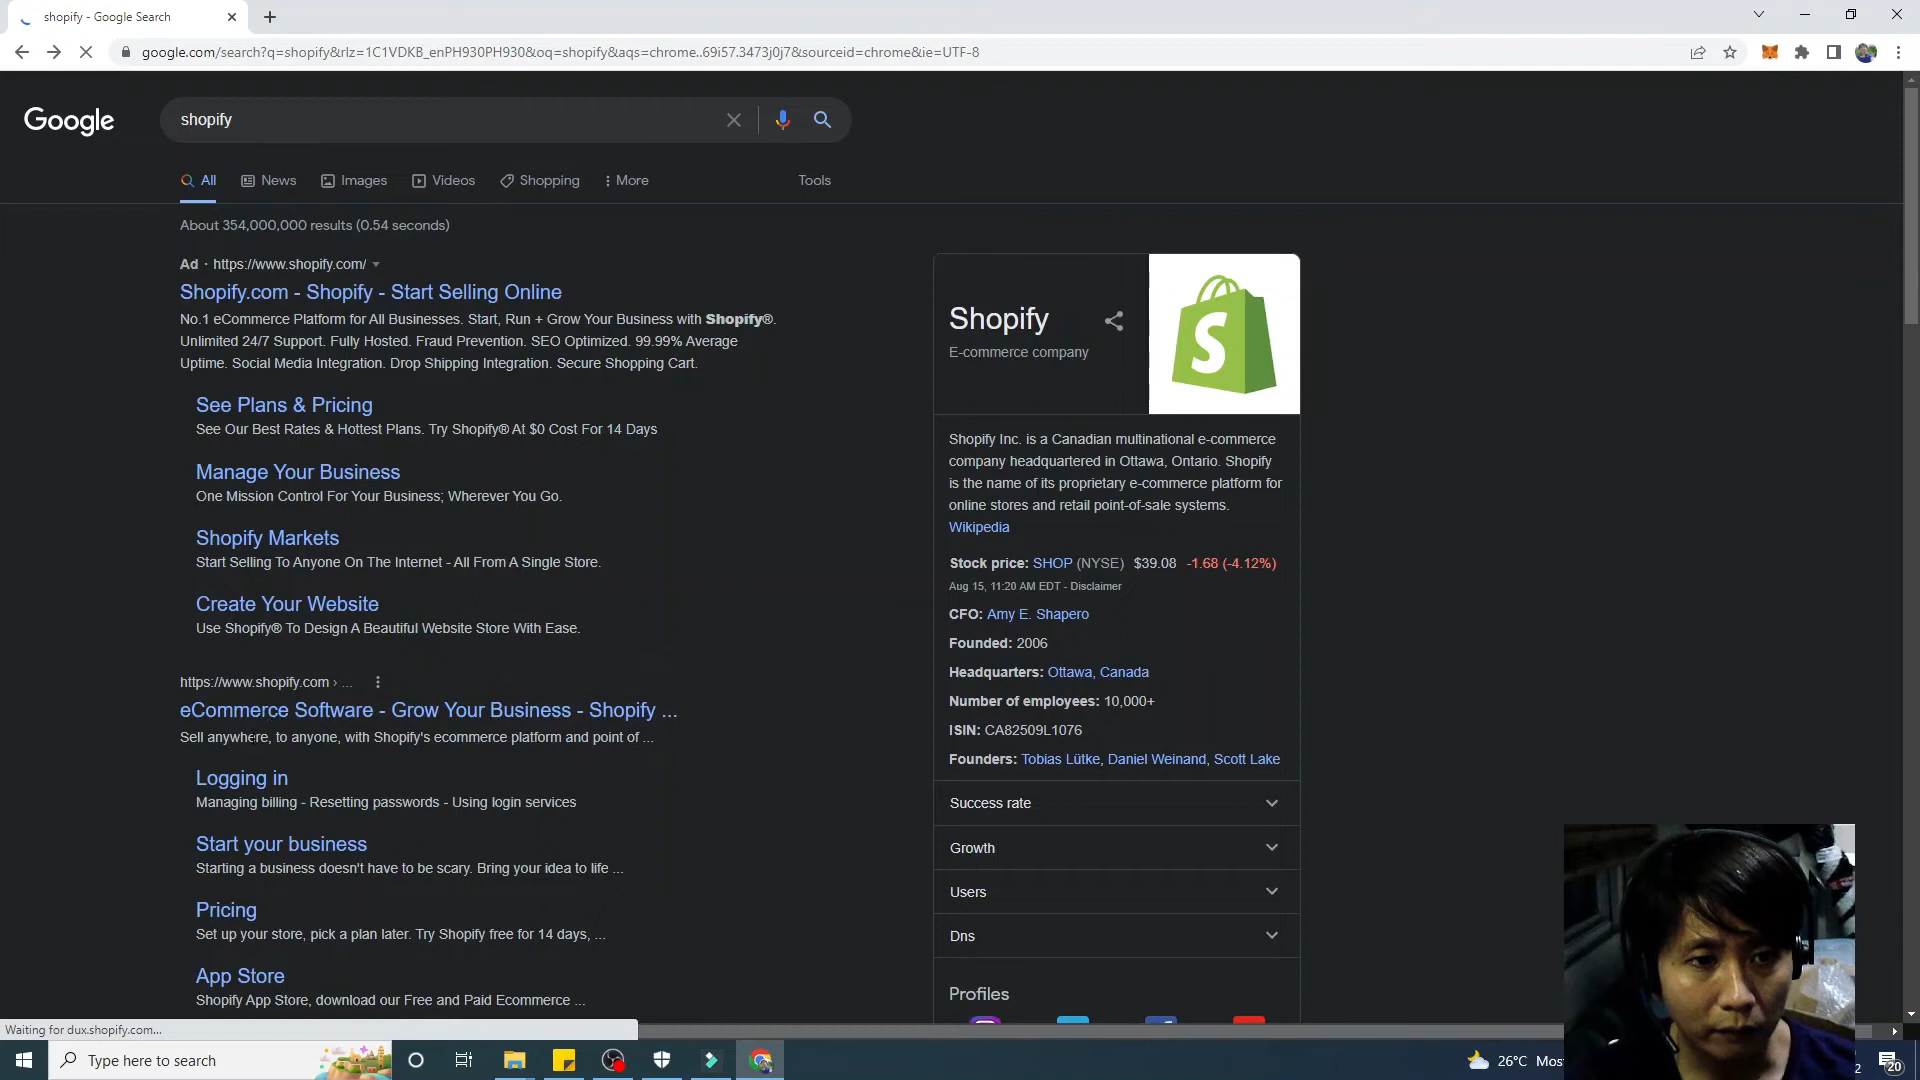 shopify - Google Search
google.com/search?q=shopify&rlz=1C1VDKB_enPH930PH930&oq=shopify&aqs=chrome..69i57.3473j0j7&sourceid=chrome&ie=UTF-8
Google
shopify
All
News
Images
Videos
Shopping
More
Tools
About 354,000,000 results (0.54 seconds)
Ad · https://www.shopify.com/
Shopify.com - Shopify - Start Selling Online
No.1 eCommerce Platform for All Businesses. Start, Run + Grow Your Business with Shopify®.
Unlimited 24/7 Support. Fully Hosted. Fraud Prevention. SEO Optimized. 99.99% Average
Uptime. Social Media Integration. Drop Shipping Integration. Secure Shopping Cart.
See Plans & Pricing
See Our Best Rates & Hottest Plans. Try Shopify® At $0 Cost For 14 Days
Manage Your Business
One Mission Control For Your Business; Wherever You Go.
Shopify Markets
Start Selling To Anyone On The Internet - All From A Single Store.
Create Your Website
Use Shopify® To Design A Beautiful Website Store With Ease.
https://www.shopify.com › ...
eCommerce Software - Grow Your Business - Shopify ...
Sell anywhere, to anyone, with Shopify's ecommerce platform and point of ...
Logging in
Managing billing - Resetting passwords - Using login services
Start your business
Starting a business doesn't have to be scary. Bring your idea to life ...
Pricing
Set up your store, pick a plan later. Try Shopify free for 14 days, ...
App Store
Shopify App Store, download our Free and Paid Ecommerce ...
Shopify
E-commerce company
S
Shopify Inc. is a Canadian multinational e-commerce
company headquartered in Ottawa, Ontario. Shopify
is the name of its proprietary e-commerce platform for
online stores and retail point-of-sale systems.
Wikipedia
Stock price: SHOP (NYSE) $39.08 -1.68 (-4.12%)
Aug 15, 11:20 AM EDT - Disclaimer
CFO: Amy E. Shapero
Founded: 2006
Headquarters: Ottawa, Canada
Number of employees: 10,000+
ISIN: CA82509L1076
Founders: Tobias Lütke, Daniel Weinand, Scott Lake
Success rate
Growth
Users
Dns
Profiles
Waiting for dux.shopify.com...
Type here to search
26°C
2
20